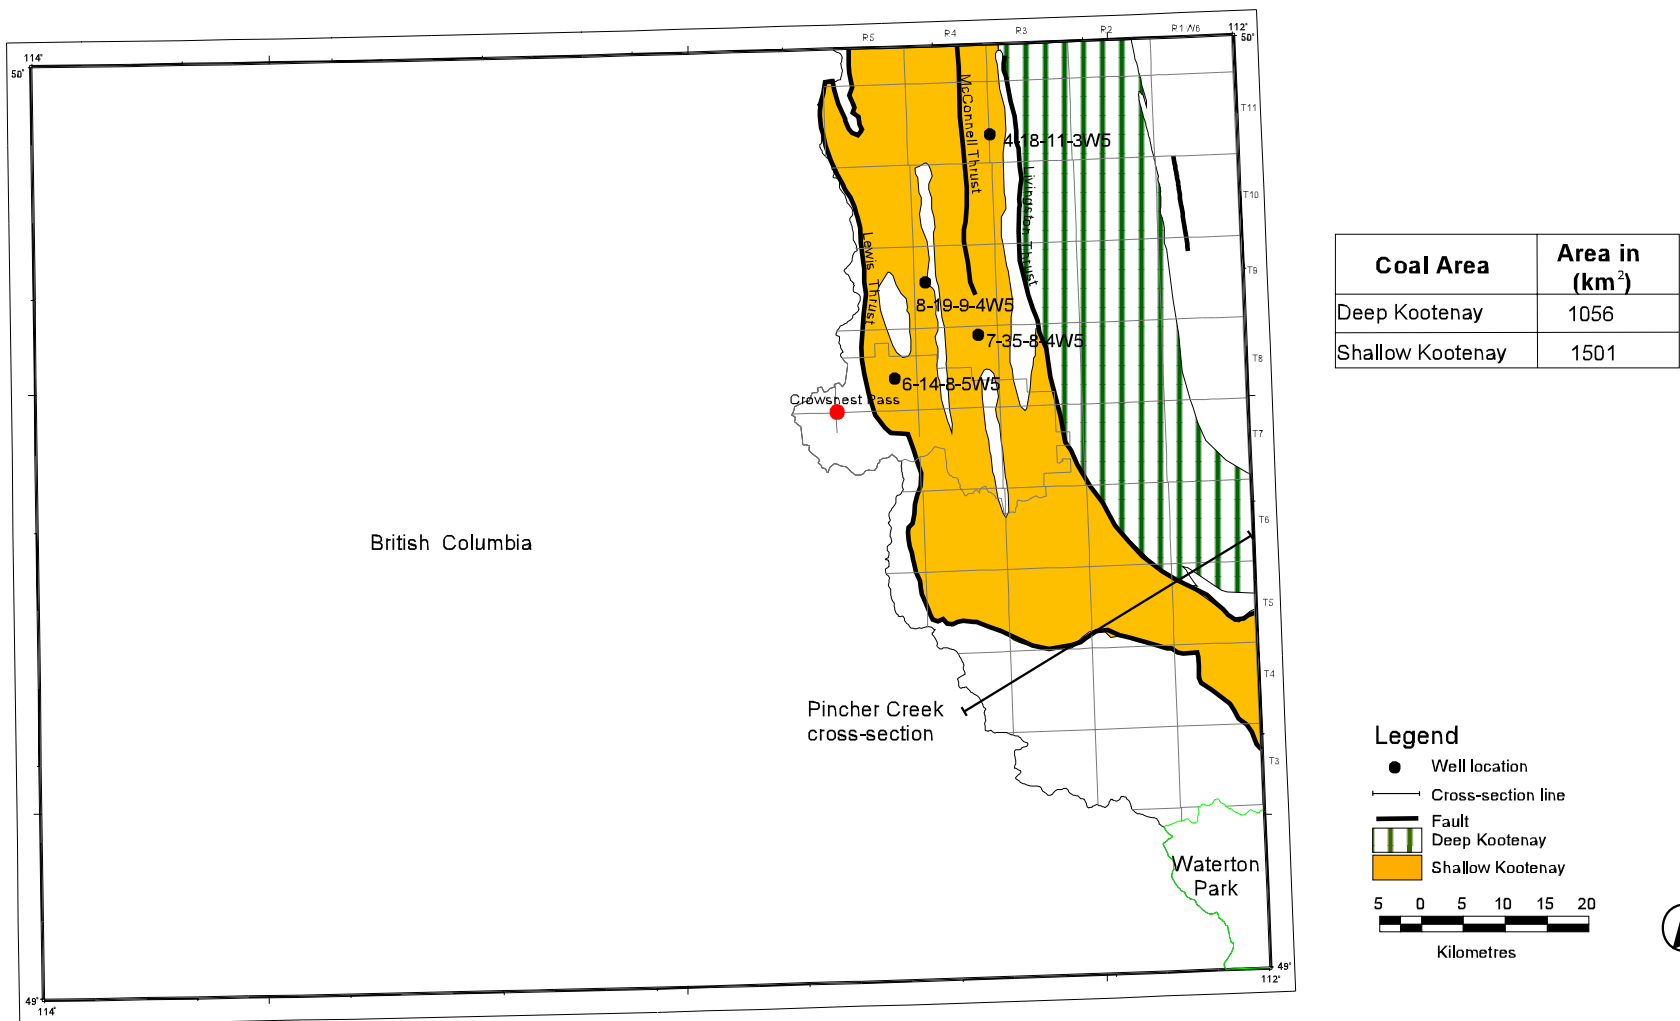 114°
50°
R5
R4
R3
R2
R1 W6
112°
50°
T11
T10
T9
T8
T7
T6
T5
T4
T3
McConnell Thrust
4-18-11-3W5
Livingston Thrust
Lewis Thrust
8-19-9-4W5
7-35-8-4W5
6-14-8-5W5
Crowsnest Pass
British Columbia
Pincher Creek
cross-section
Waterton
Park
49°
114°
49°
112°
Coal Area Area in
(km²)
Deep Kootenay 1056
Shallow Kootenay 1501
Legend
Well location
Cross-section line
Fault
Deep Kootenay
Shallow Kootenay
5 0 5 10 15 20
Kilometres